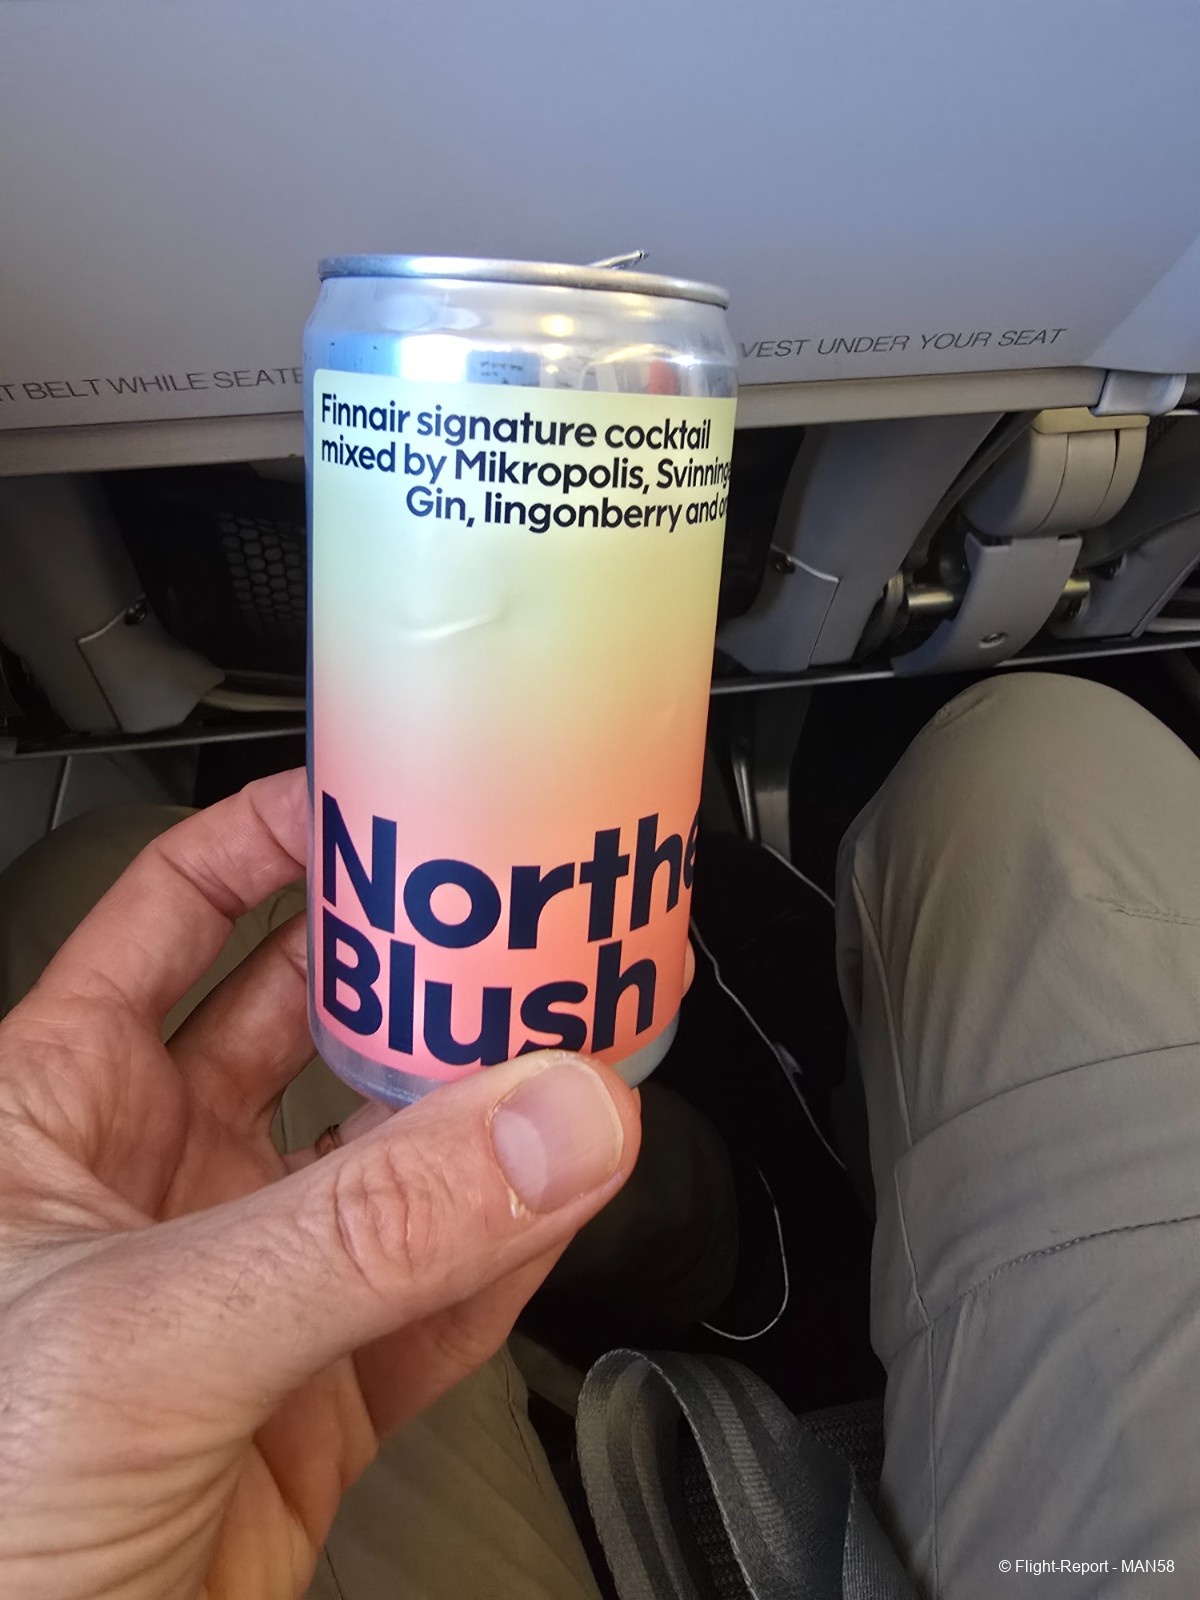 VEST UNDER YOUR SEAT
BELT WHILE SEATE
Finnair signature cocktail
mixed by Mikropolis, Svinninge
Gin, lingonberry and
Northe
Blush
© Flight-Report - MAN58